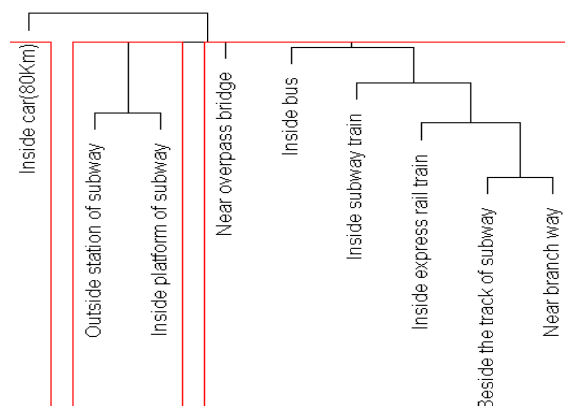 Inside car(80Km)
Outside station of subway
Inside platform of subway
Near overpass bridge
Inside bus
Inside subway train
Inside express rail train
Beside the track of subway
Near branch way